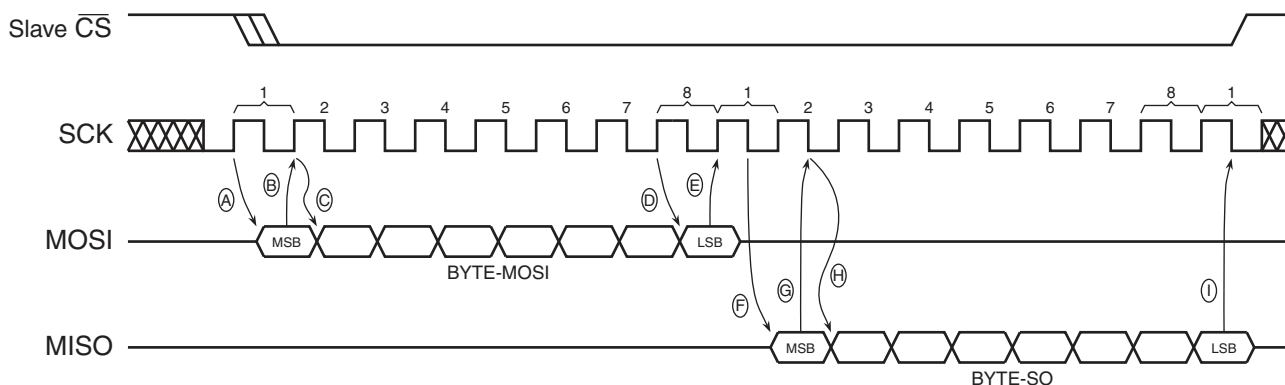 Slave CS
1 2 3 4 5 6 7 8 1 2 3 4 5 6 7 8 1
SCK
A B C D E
MOSI MSB LSB
BYTE-MOSI
F G H I
MISO MSB LSB
BYTE-SO